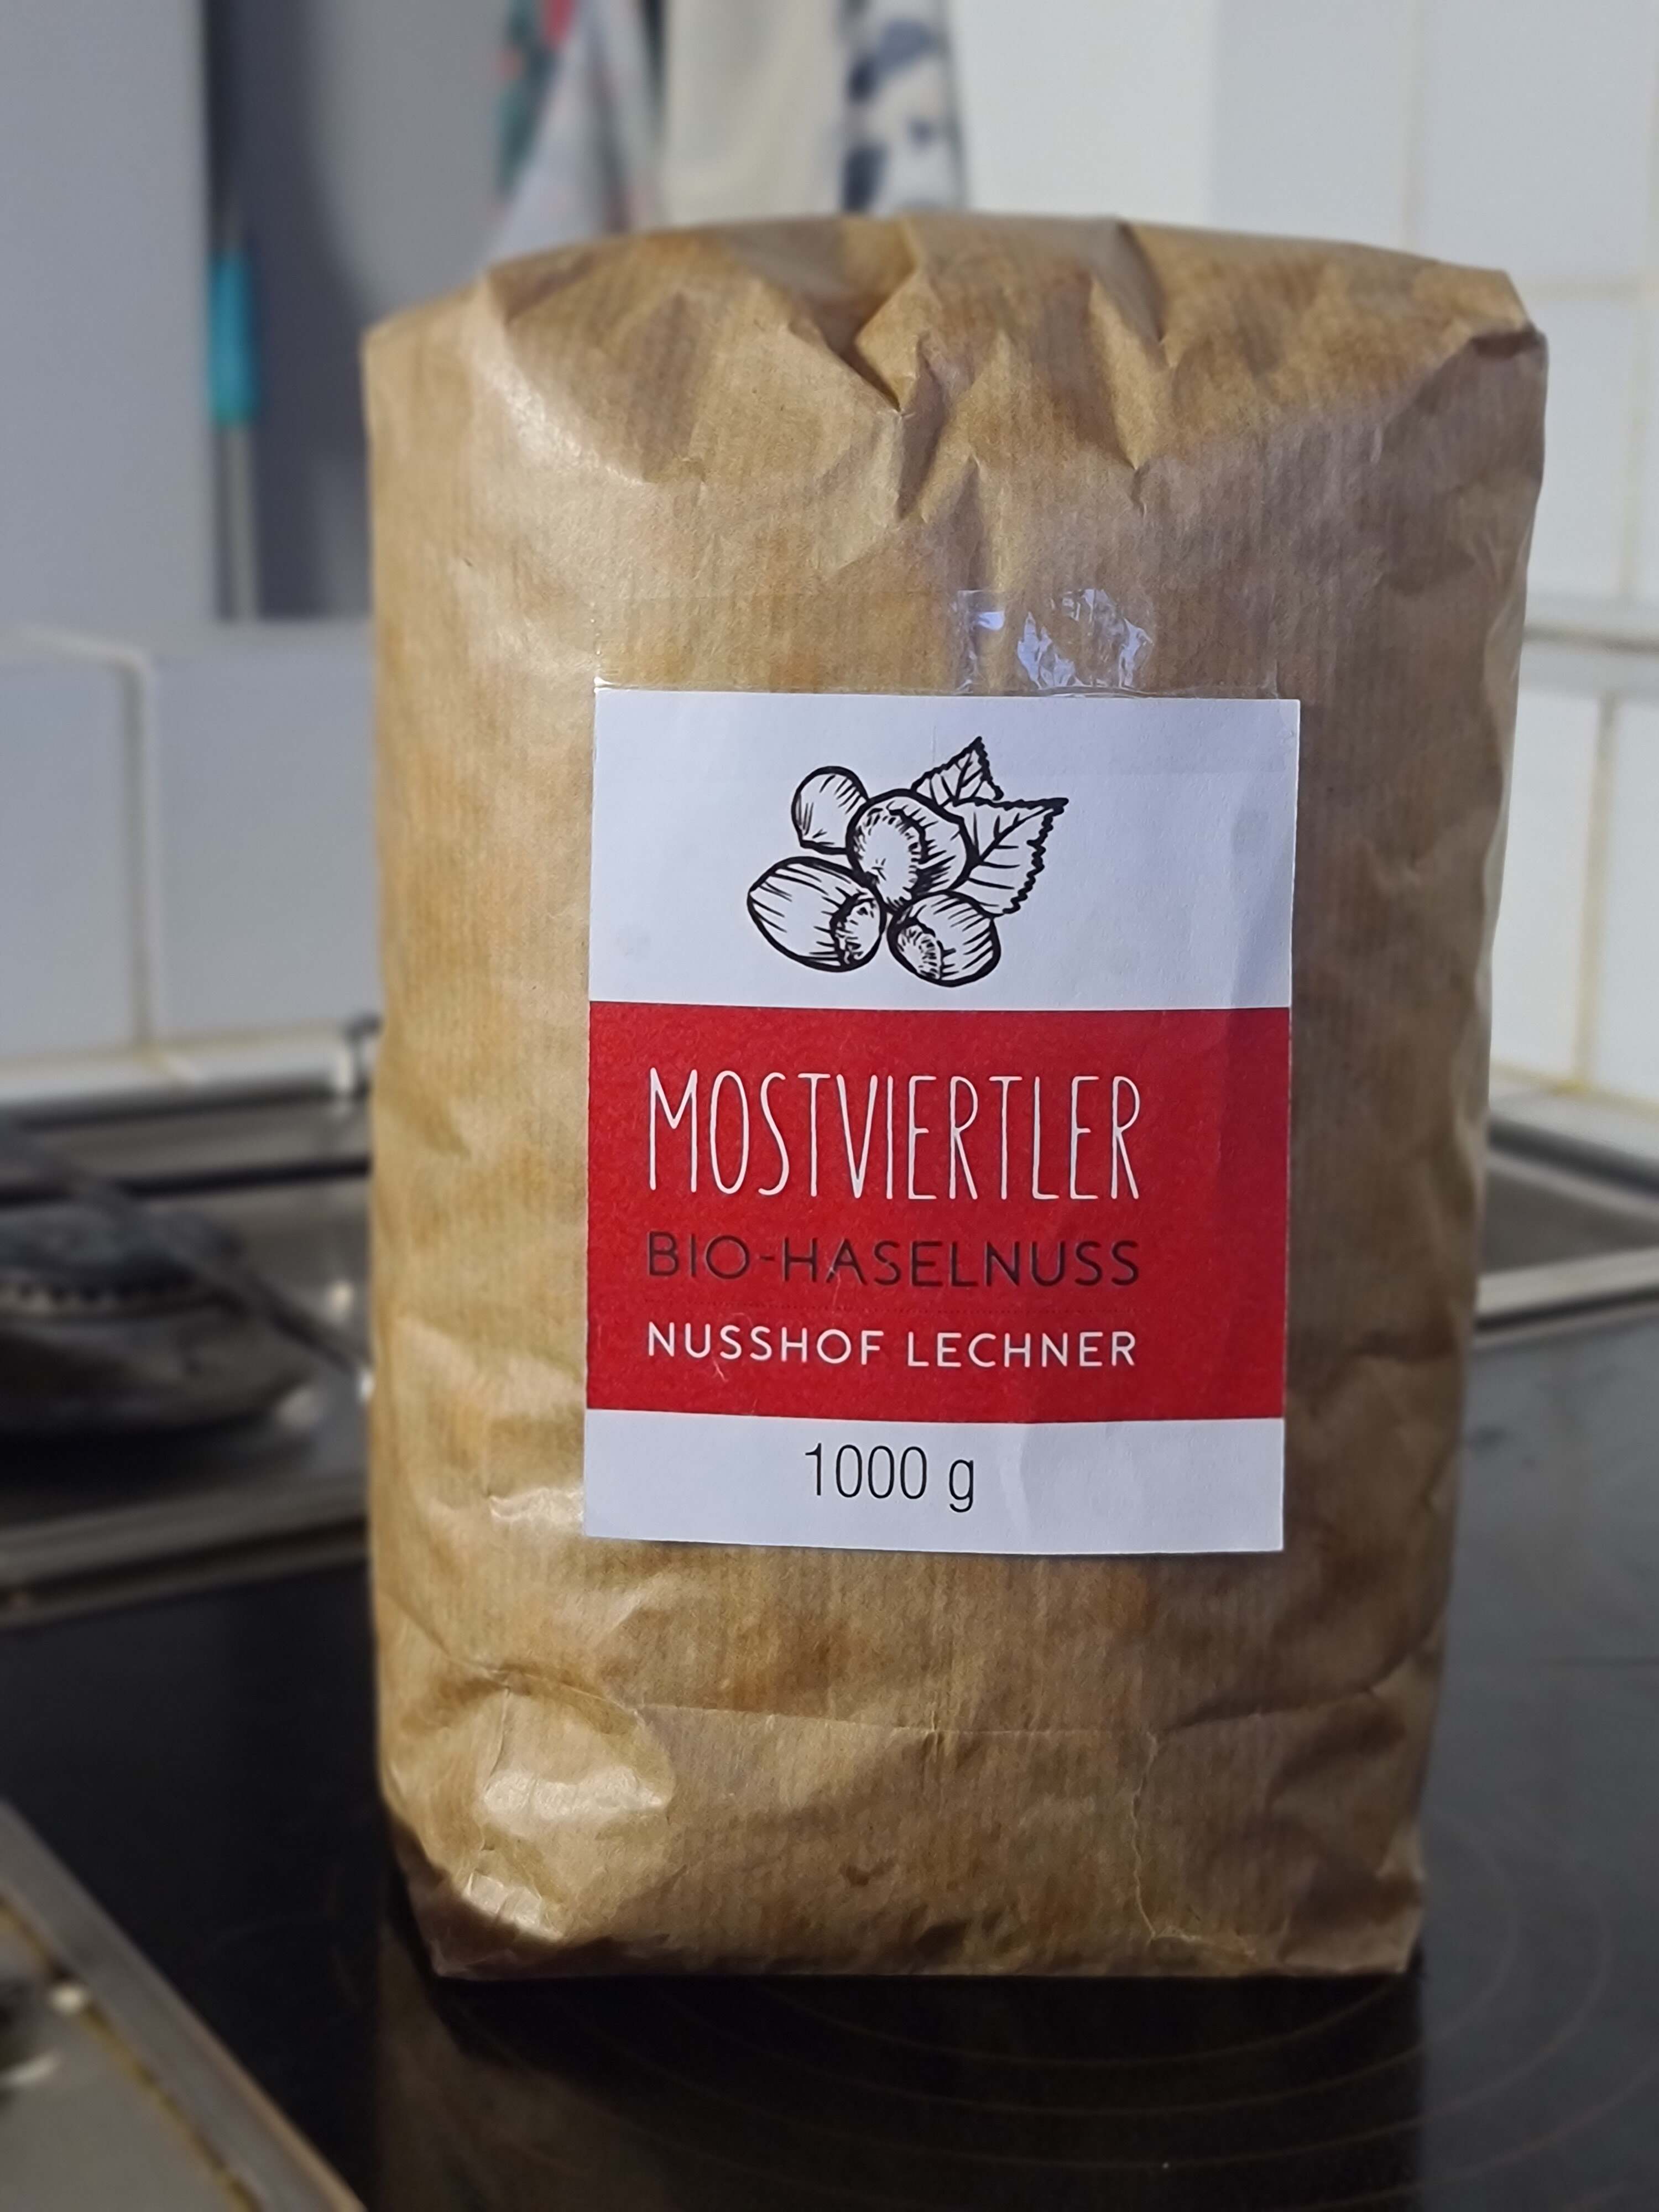 MOSTVIERTLER
BIO-HASELNUSS
NUSSHOF LECHNER
1000 g